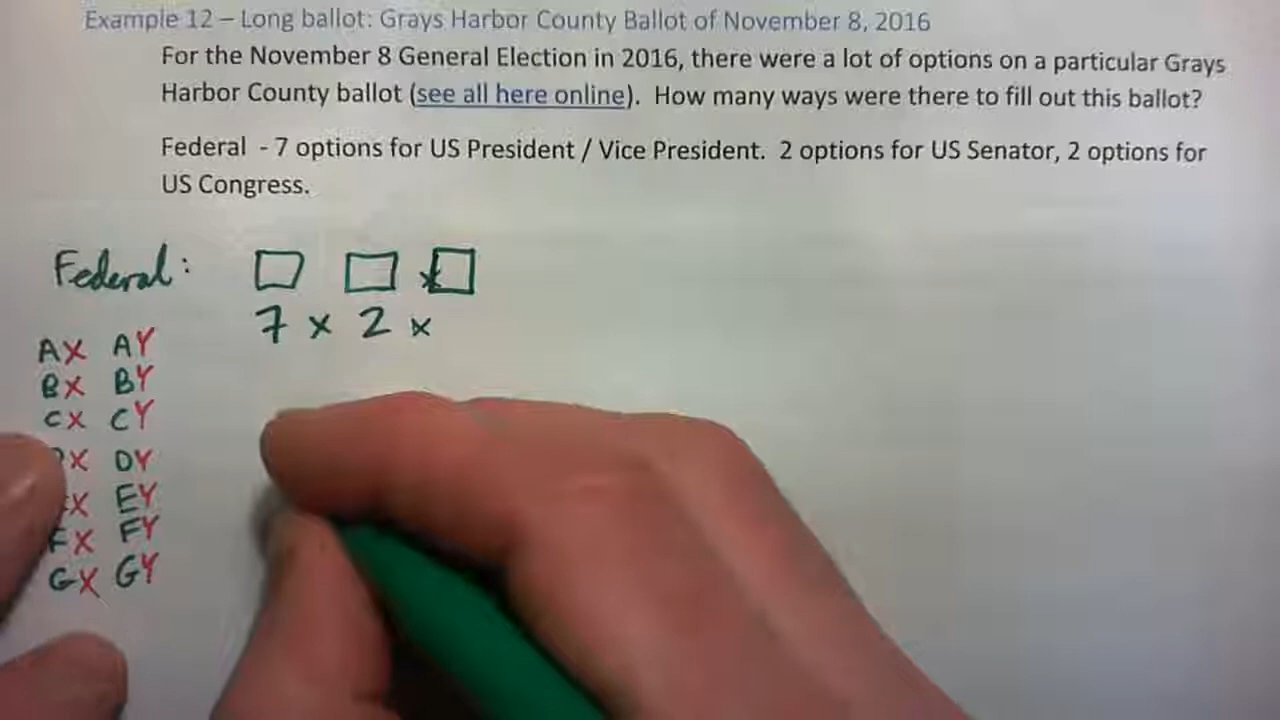 Example 12 – Long ballot: Grays Harbor County Ballot of November 8, 2016
For the November 8 General Election in 2016, there were a lot of options on a particular Grays
Harbor County ballot (see all here online). How many ways were there to fill out this ballot?
Federal - 7 options for US President / Vice President. 2 options for US Senator, 2 options for
US Congress.
Federal:
7 x 2 x
AX AY
BX BY
CX CY
X DY
X EY
FX FY
GX GY